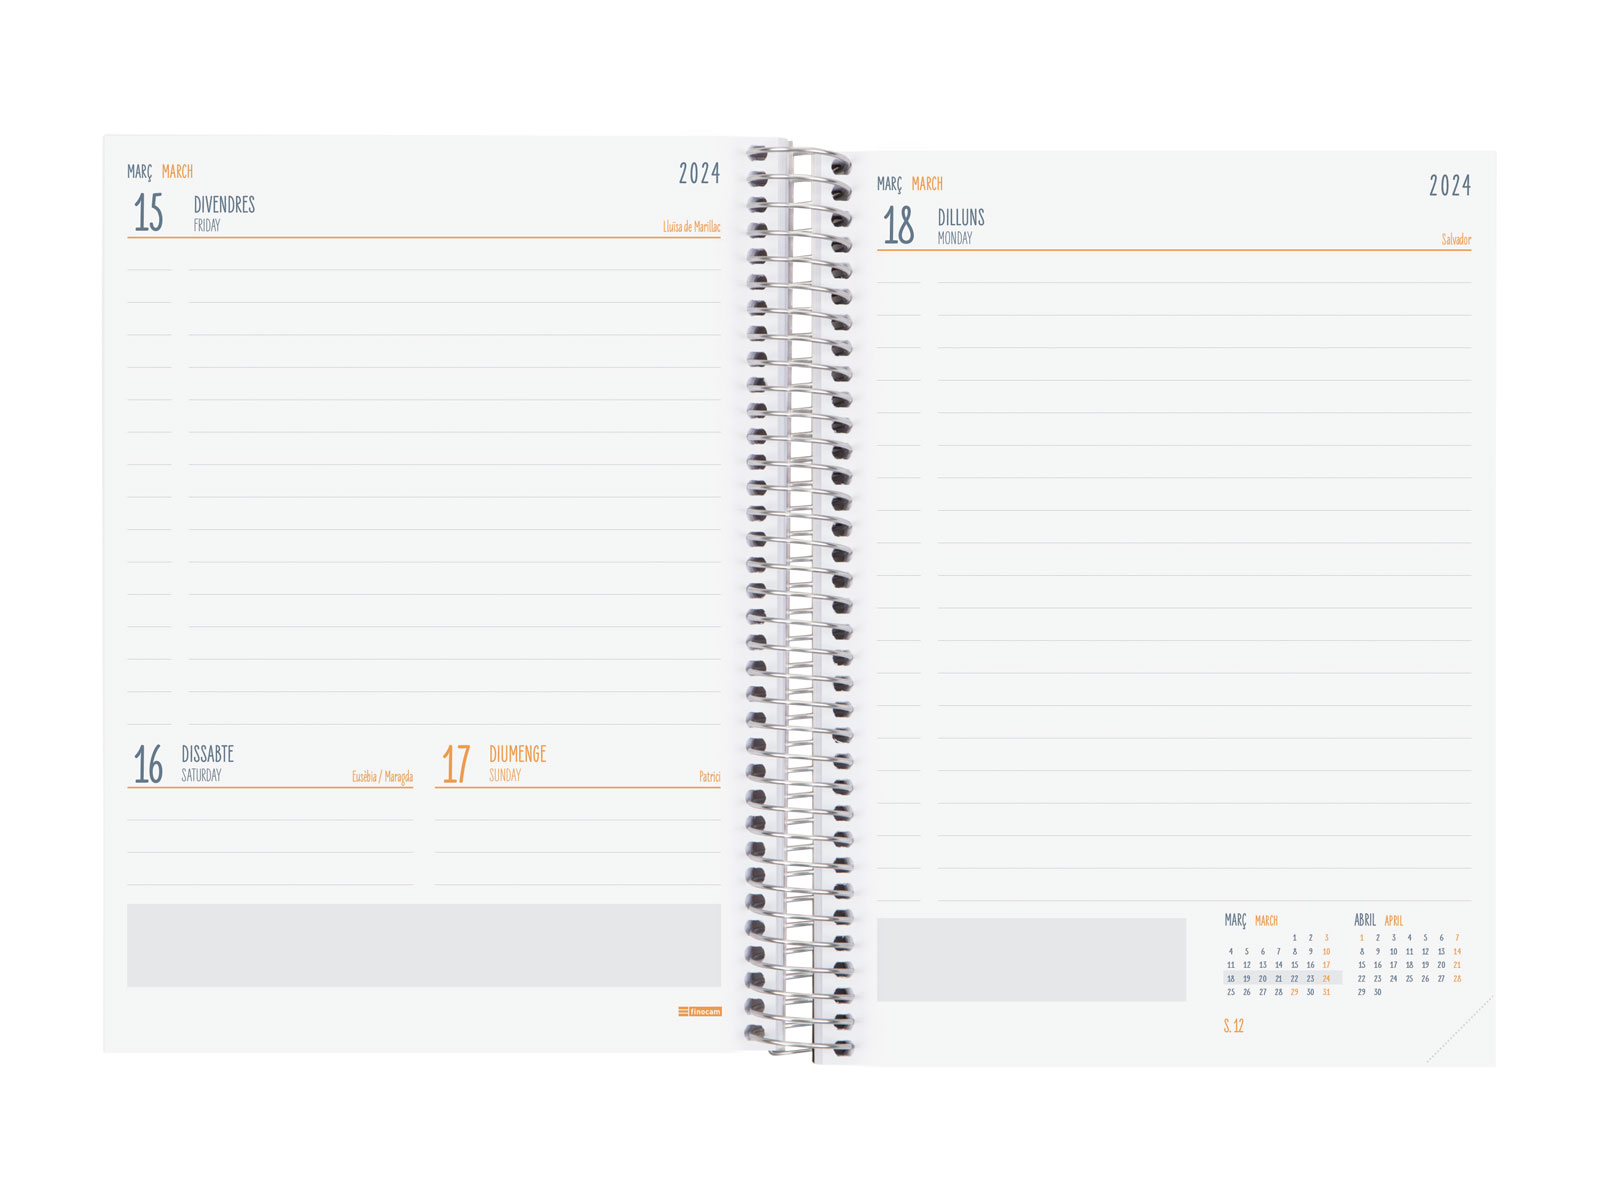 MARÇ MARCH 2024
15 DIVENDRES
FRIDAY Lluïsa de Marillac
16 DISSABTE
SATURDAY Eusèbia / Maragda
17 DIUMENGE
SUNDAY Patrici
finocam
MARÇ MARCH 2024
18 DILLUNS
MONDAY Salvador
MARÇ MARCH
1 2 3
4 5 6 7 8 9 10
11 12 13 14 15 16 17
18 19 20 21 22 23 24
25 26 27 28 29 30 31
ABRIL APRIL
1 2 3 4 5 6 7
8 9 10 11 12 13 14
15 16 17 18 19 20 21
22 23 24 25 26 27 28
29 30
S. 12